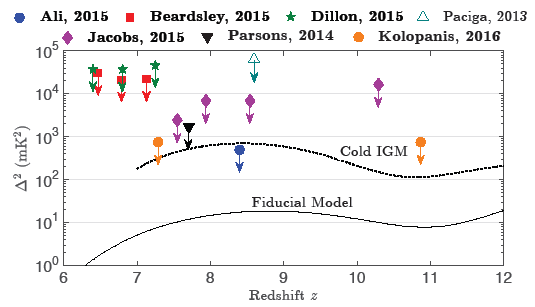 Ali, 2015 Beardsley, 2015 Dillon, 2015 Paciga, 2013
Jacobs, 2015 Parsons, 2014 Kolopanis, 2016
10^5
10^4
10^3
10^2
10^1
10^0
Δ^2 (mK^2)
Cold IGM
Fiducial Model
6 7 8 9 10 11 12
Redshift z